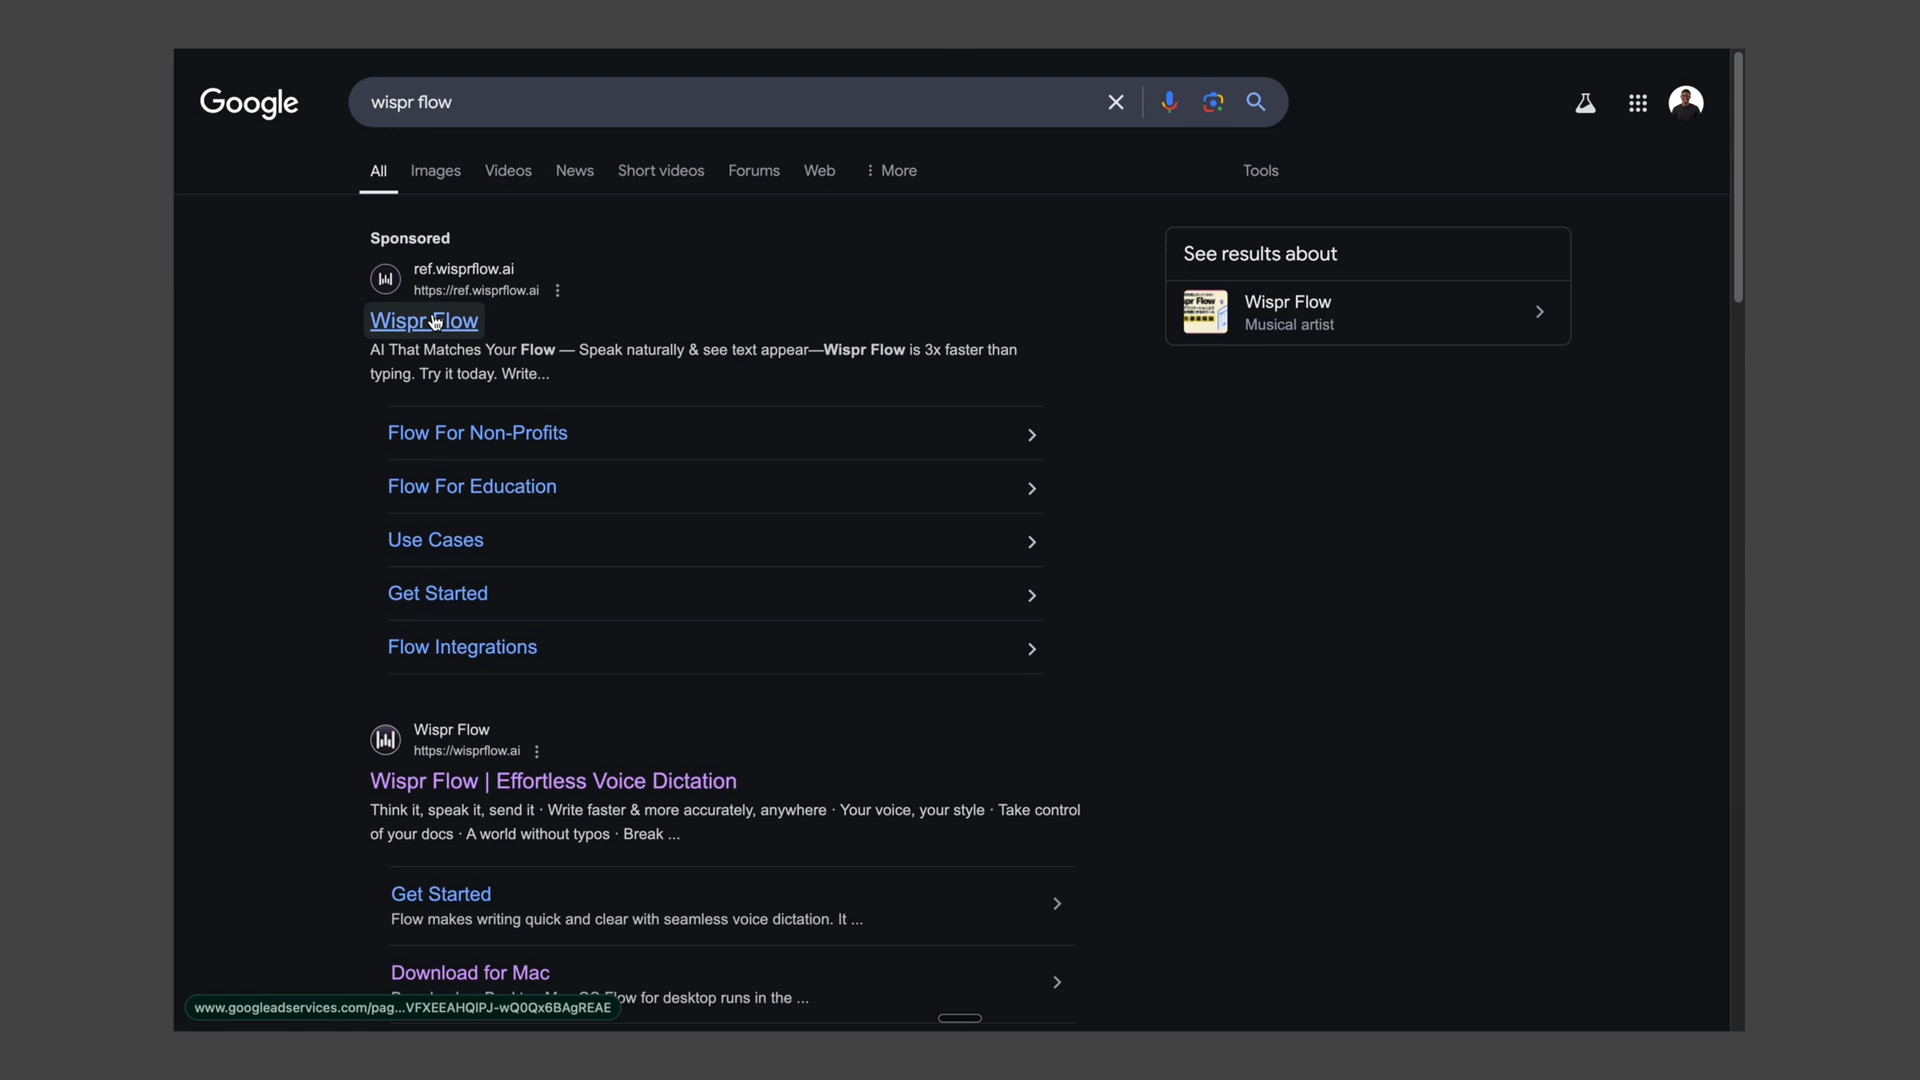 Google
wispr flow
All Images Videos News Short videos Forums Web More Tools
Sponsored
ref.wisprflow.ai
https://ref.wisprflow.ai
Wispr Flow
AI That Matches Your Flow — Speak naturally & see text appear—Wispr Flow is 3x faster than
typing. Try it today. Write...
Flow For Non-Profits
Flow For Education
Use Cases
Get Started
Flow Integrations
See results about
Wispr Flow
Musical artist
Wispr Flow
https://wisprflow.ai
Wispr Flow | Effortless Voice Dictation
Think it, speak it, send it · Write faster & more accurately, anywhere · Your voice, your style · Take control
of your docs · A world without typos · Break ...
Get Started
Flow makes writing quick and clear with seamless voice dictation. It ...
Download for Mac
Flow for desktop runs in the ...
www.googleadservices.com/pag...VFXEEAHQIPJ-wQ0Qx6BAgREAE